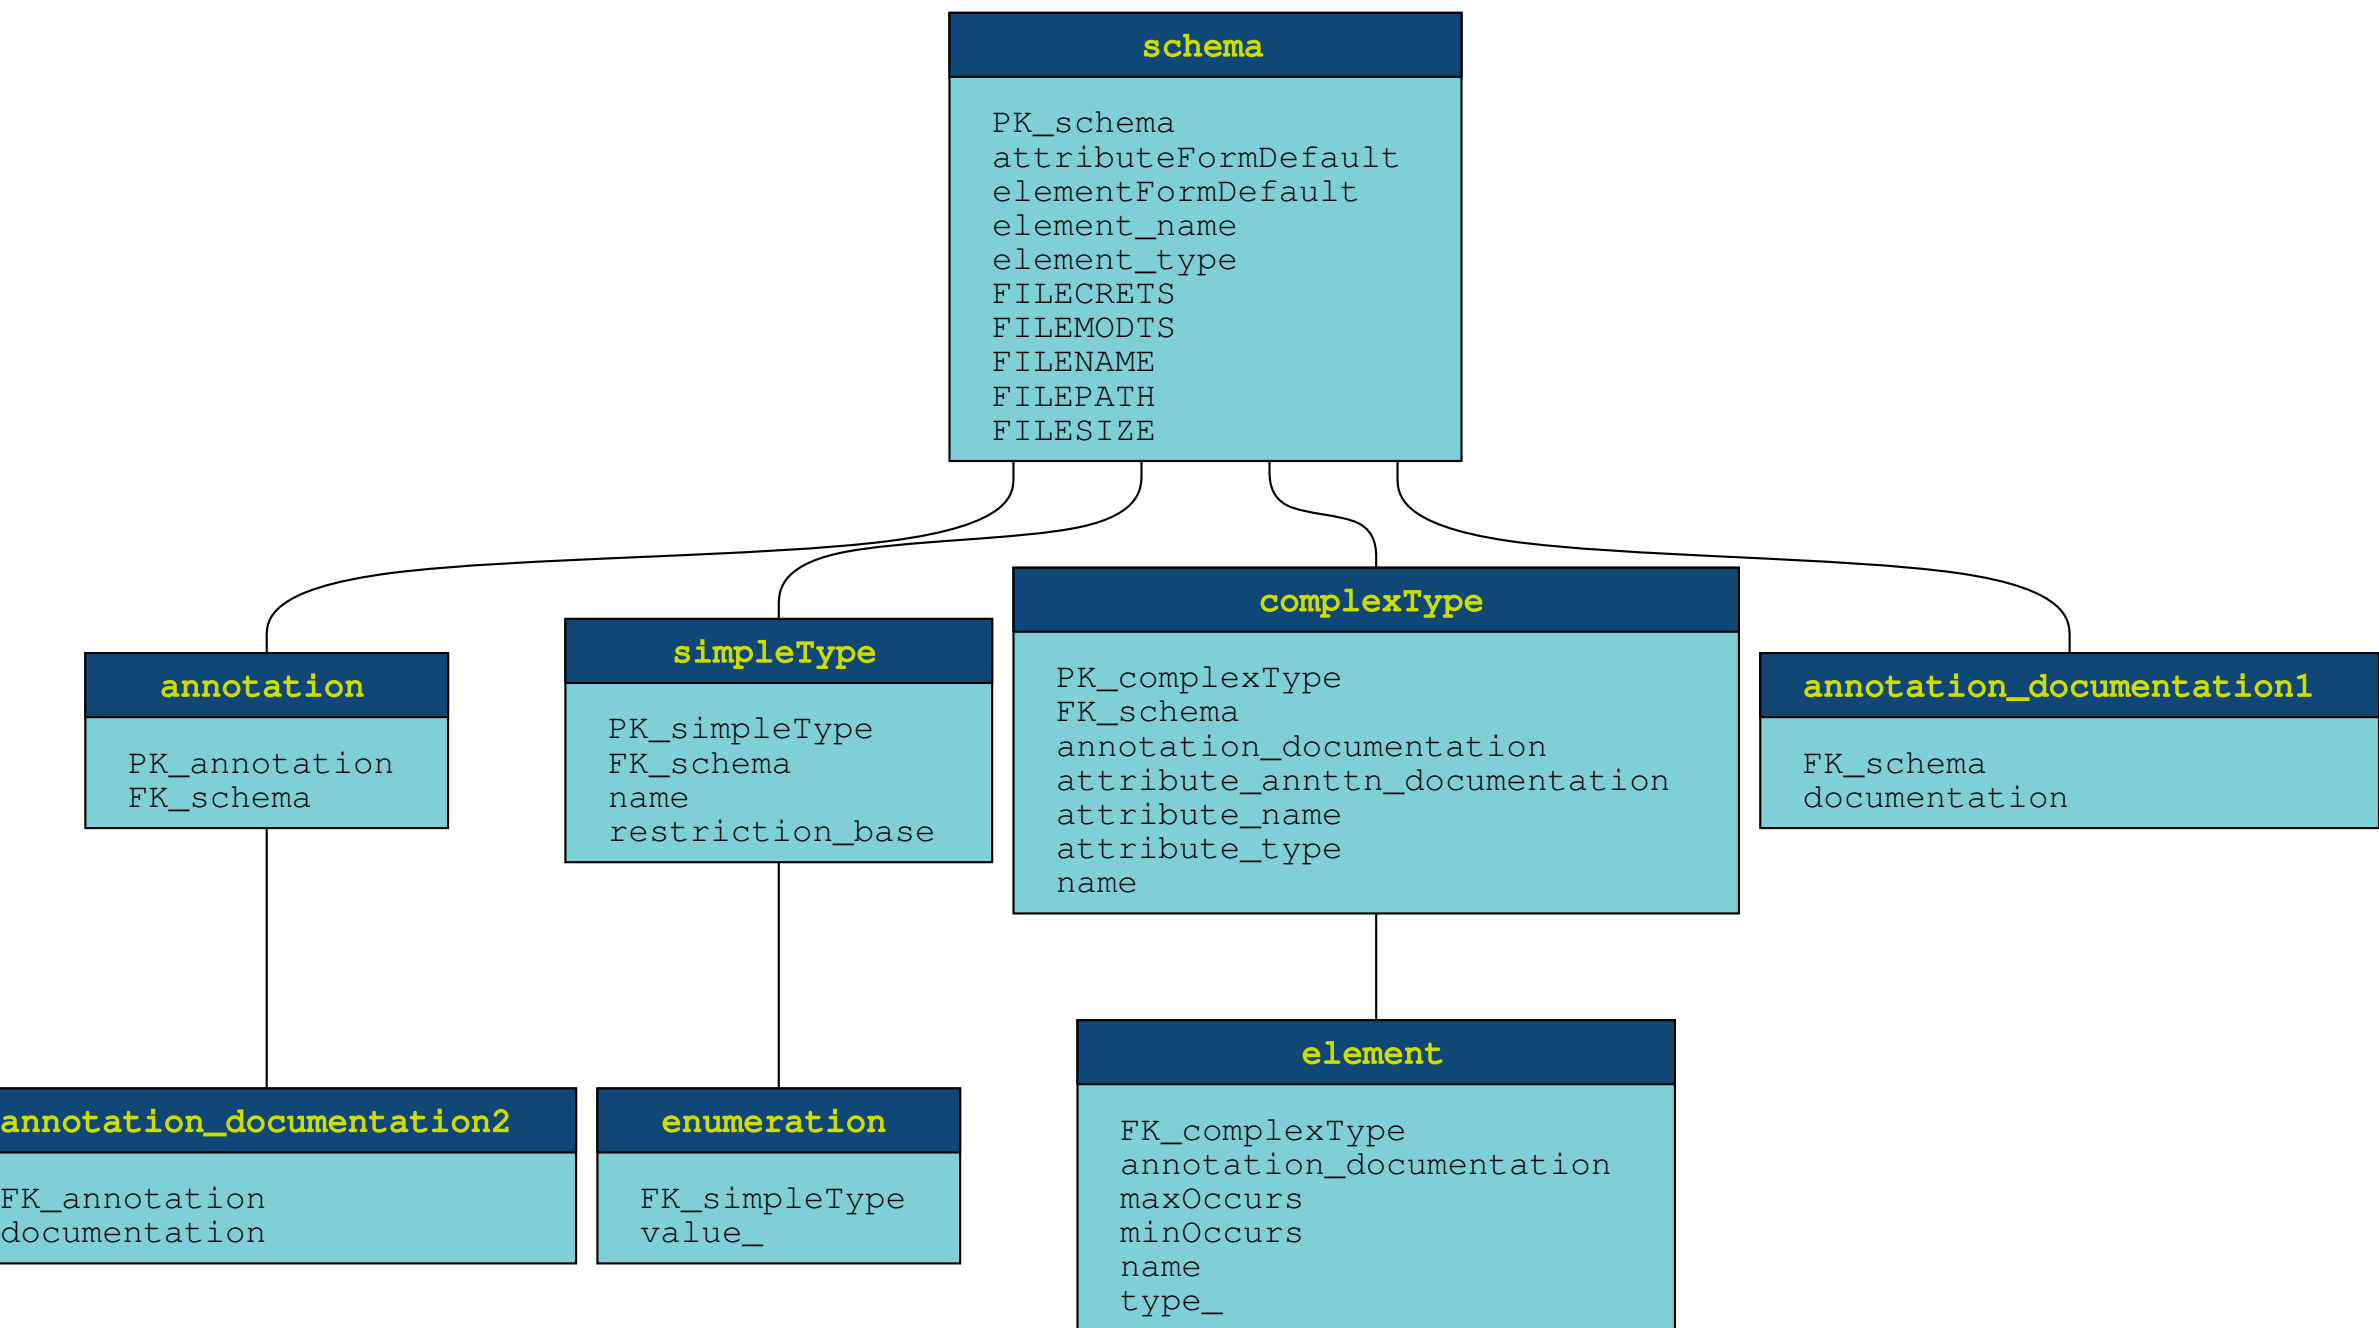 schema
PK_schema
attributeFormDefault
elementFormDefault
element_name
element_type
FILECRETS
FILEMODTS
FILENAME
FILEPATH
FILESIZE
annotation
PK_annotation
FK_schema
simpleType
PK_simpleType
FK_schema
name
restriction_base
complexType
PK_complexType
FK_schema
annotation_documentation
attribute_annttn_documentation
attribute_name
attribute_type
name
annotation_documentation1
FK_schema
documentation
annotation_documentation2
FK_annotation
documentation
enumeration
FK_simpleType
value_
element
FK_complexType
annotation_documentation
maxOccurs
minOccurs
name
type_